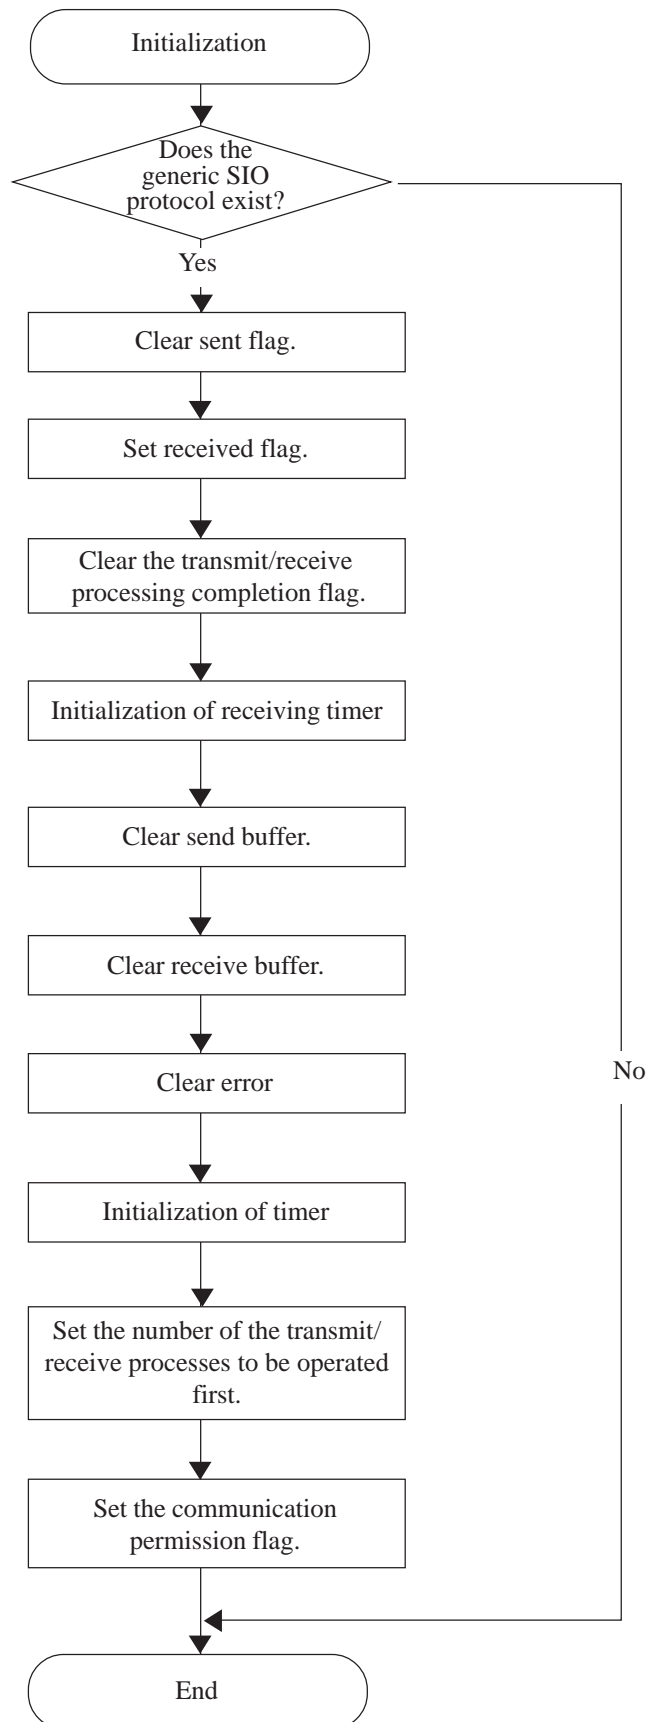 Initialization
Does the
generic SIO
protocol exist?
Yes
Clear sent flag.
Set received flag.
Clear the transmit/receive
processing completion flag.
Initialization of receiving timer
Clear send buffer.
Clear receive buffer.
Clear error
No
Initialization of timer
Set the number of the transmit/
receive processes to be operated
first.
Set the communication
permission flag.
End